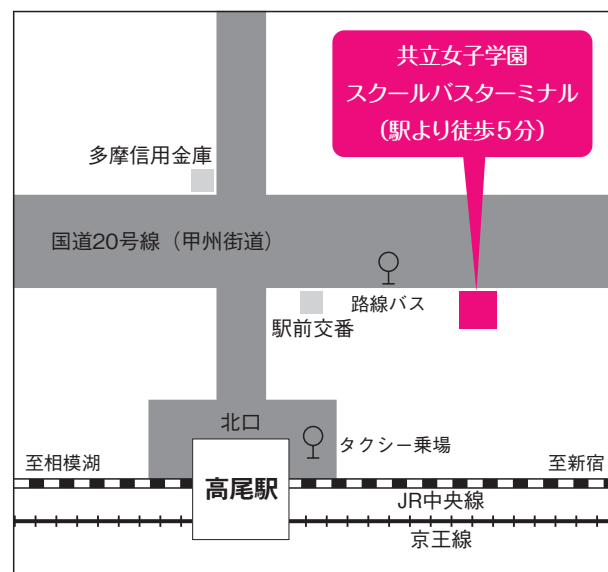 共立女子学園
スクールバスターミナル
(駅より徒歩5分)
多摩信用金庫
国道20号線(甲州街道)
路線バス
駅前交番
北口
タクシー乗場
至相模湖
至新宿
高尾駅
JR中央線
京王線